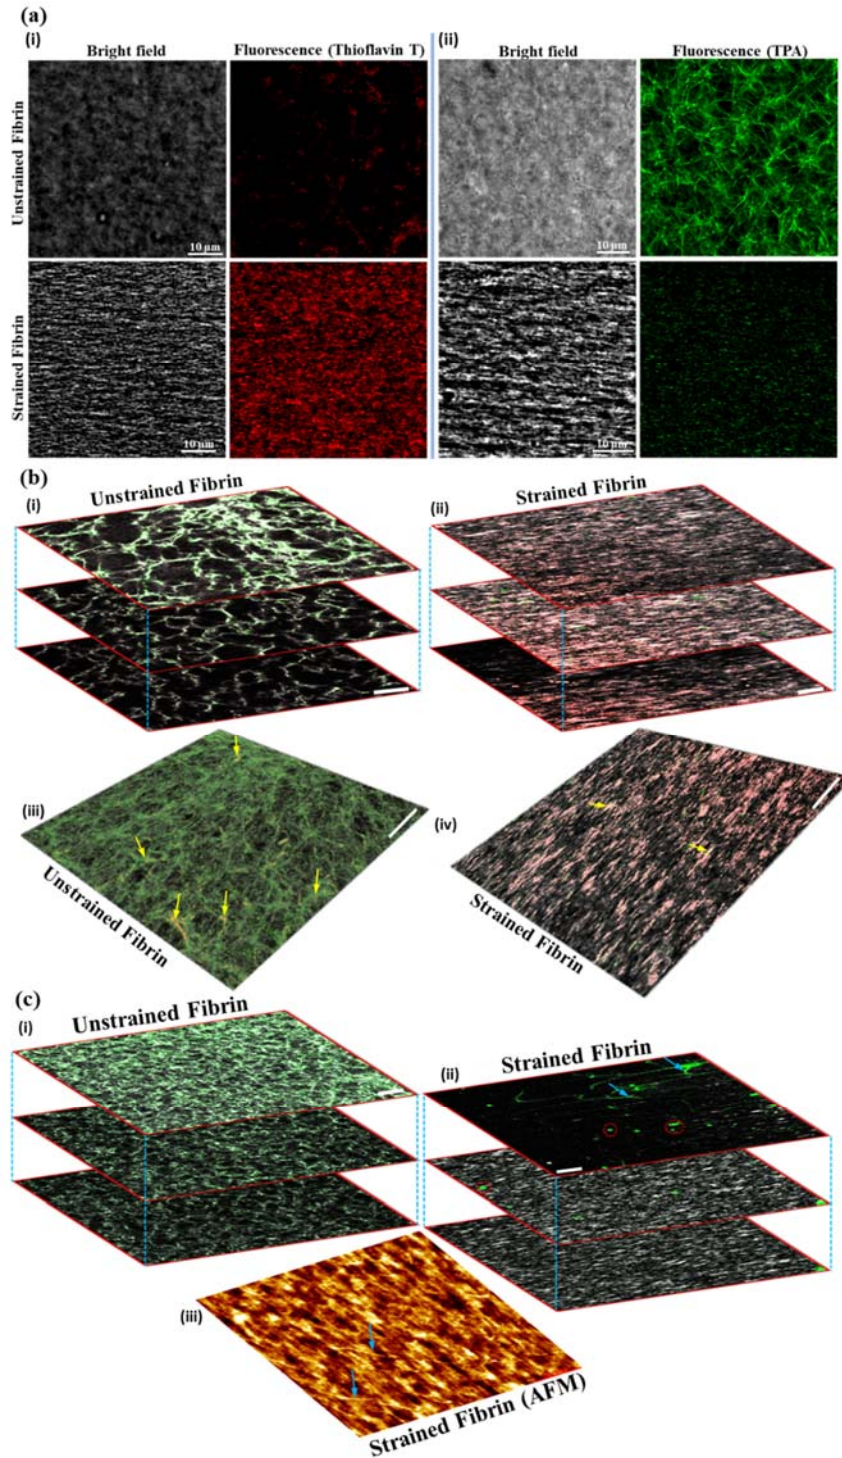 (a)
(i)
Bright field
Fluorescence (Thioflavin T)
(ii)
Bright field
Fluorescence (TPA)
Unstrained Fibrin
10 μm
10 μm
Strained Fibrin
10 μm
10 μm
(b)
(i)
Unstrained Fibrin
(ii)
Strained Fibrin
(iii)
Unstrained Fibrin
(iv)
Strained Fibrin
(c)
(i)
Unstrained Fibrin
(ii)
Strained Fibrin
(iii)
Strained Fibrin (AFM)